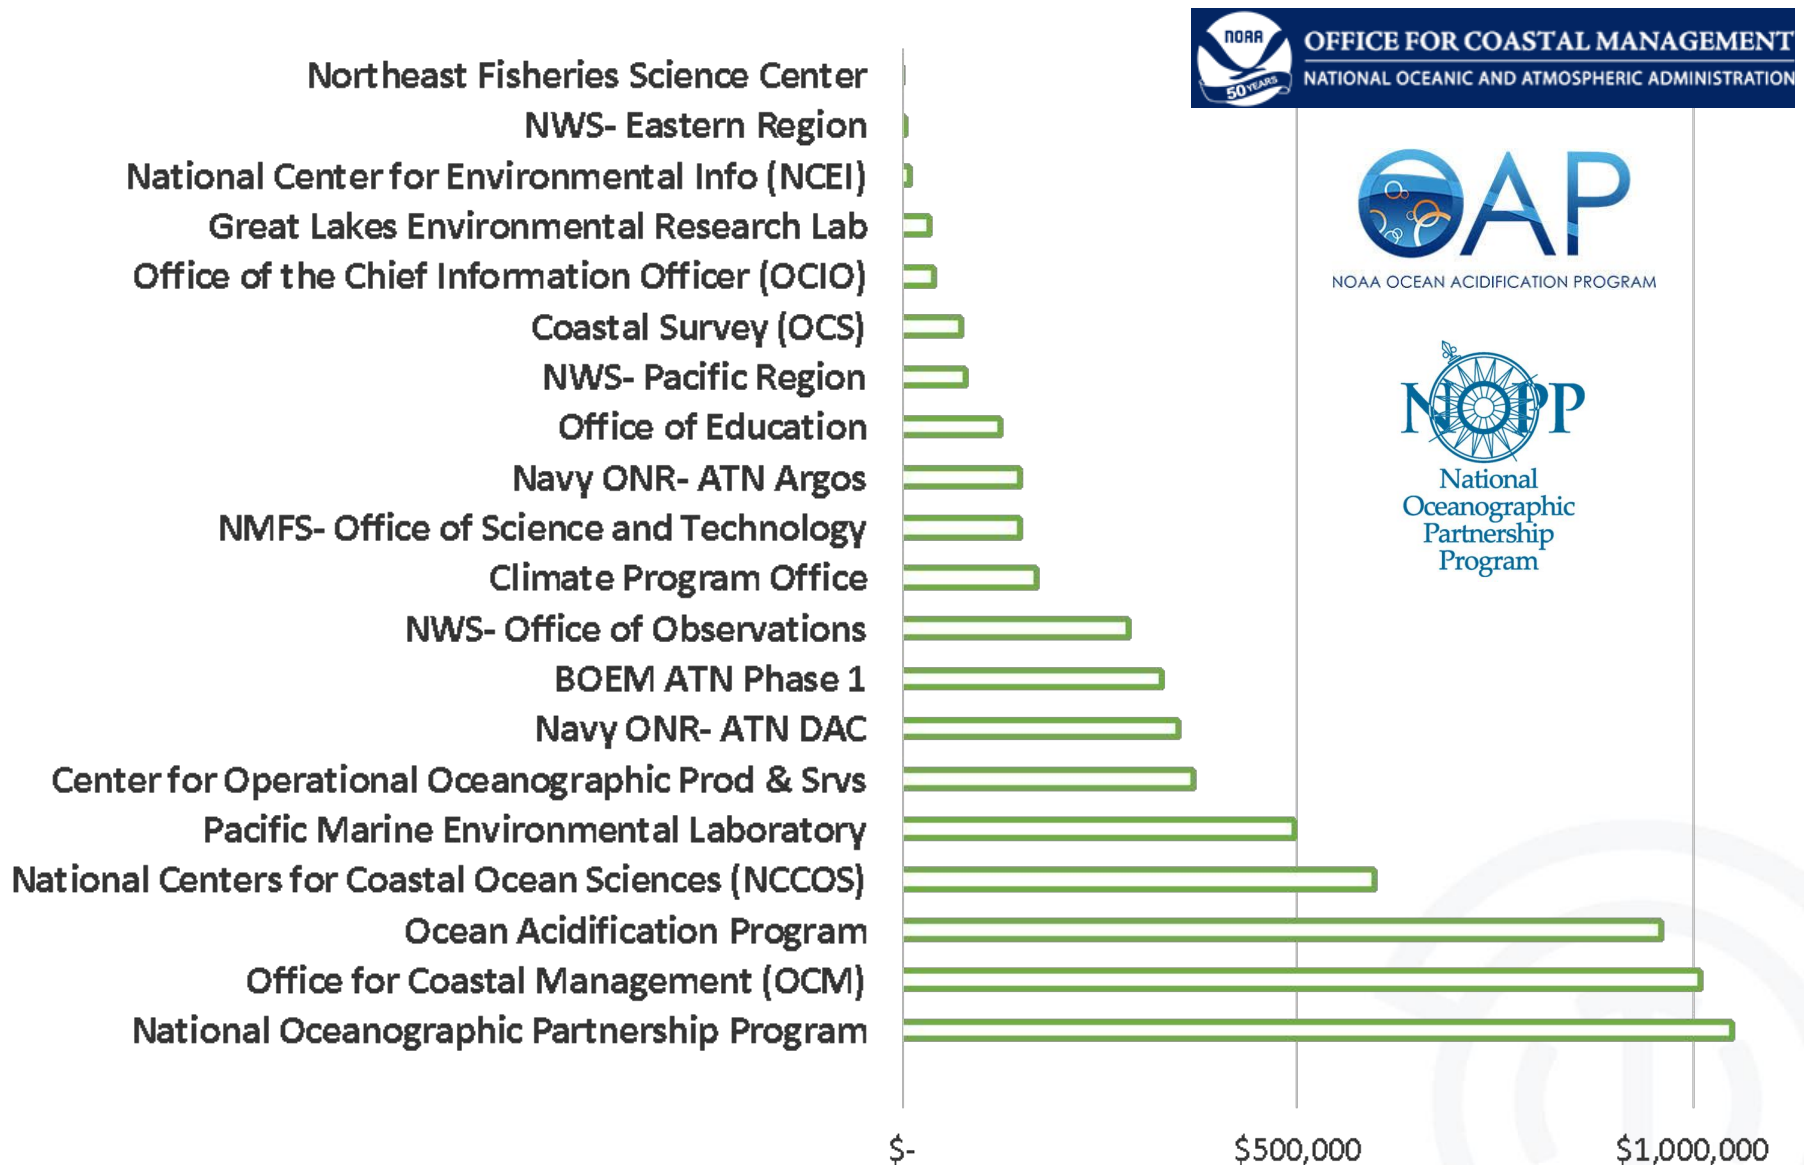 NOAA
50 YEARS
OFFICE FOR COASTAL MANAGEMENT
NATIONAL OCEANIC AND ATMOSPHERIC ADMINISTRATION
OAP
NOAA OCEAN ACIDIFICATION PROGRAM
NOPP
National
Oceanographic
Partnership
Program
Northeast Fisheries Science Center
NWS- Eastern Region
National Center for Environmental Info (NCEI)
Great Lakes Environmental Research Lab
Office of the Chief Information Officer (OCIO)
Coastal Survey (OCS)
NWS- Pacific Region
Office of Education
Navy ONR- ATN Argos
NMFS- Office of Science and Technology
Climate Program Office
NWS- Office of Observations
BOEM ATN Phase 1
Navy ONR- ATN DAC
Center for Operational Oceanographic Prod & Srvs
Pacific Marine Environmental Laboratory
National Centers for Coastal Ocean Sciences (NCCOS)
Ocean Acidification Program
Office for Coastal Management (OCM)
National Oceanographic Partnership Program
$-
$500,000
$1,000,000